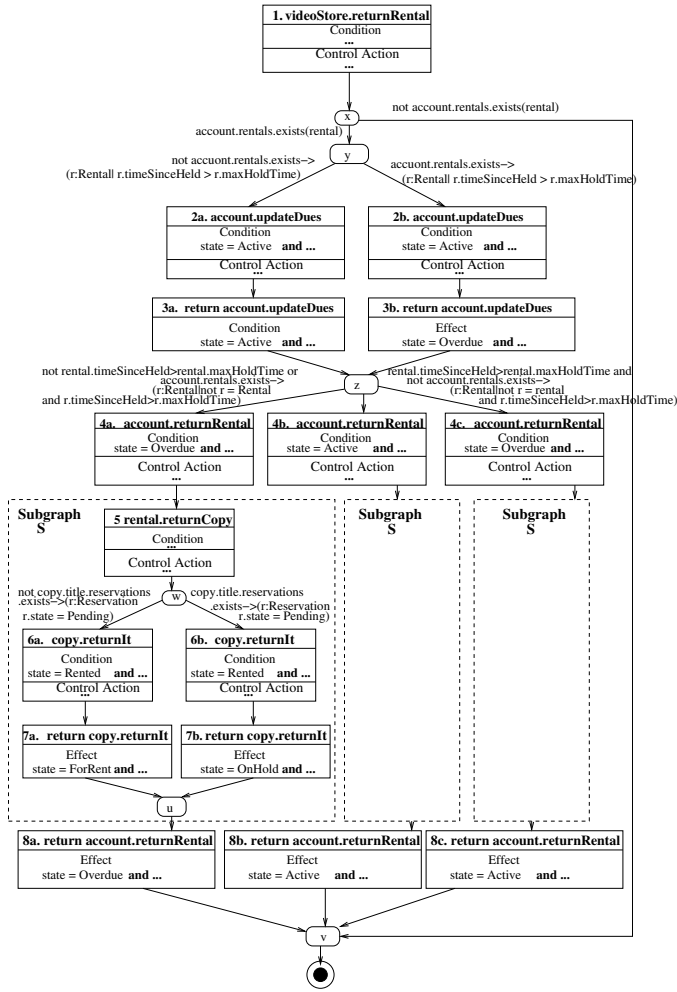 1. videoStore.returnRental
Condition
...
Control Action
...
x
not account.rentals.exists(rental)
account.rentals.exists(rental)
y
not accuont.rentals.exists->
(r:Rental|| r.timeSinceHeld > r.maxHoldTime)
accuont.rentals.exists->
(r:Rental|| r.timeSinceHeld > r.maxHoldTime)
2a. account.updateDues
Condition
state = Active and ...
Control Action
...
2b. account.updateDues
Condition
state = Active and ...
Control Action
...
3a. return account.updateDues
Condition
state = Active and ...
3b. return account.updateDues
Effect
state = Overdue and ...
z
not rental.timeSinceHeld>rental.maxHoldTime or
account.rentals.exists->
(r:Rental||not r = Rental
and r.timeSinceHeld>r.maxHoldTime)
rental.timeSinceHeld>rental.maxHoldTime and
not account.rentals.exists->
(r:Rental||not r = rental
and r.timeSinceHeld>r.maxHoldTime)
4a. account.returnRental
Condition
state = Overdue and ...
Control Action
...
4b. account.returnRental
Condition
state = Active and ...
Control Action
...
4c. account.returnRental
Condition
state = Overdue and ...
Control Action
...
Subgraph
S
5 rental.returnCopy
Condition
...
Control Action
...
Subgraph
S
Subgraph
S
w
not copy.title.reservations
.exists->(r:Reservation
r.state = Pending)
copy.title.reservations
.exists->(r:Reservation
r.state = Pending)
6a. copy.returnIt
Condition
state = Rented and ...
Control Action
...
6b. copy.returnIt
Condition
state = Rented and ...
Control Action
...
7a. return copy.returnIt
Effect
state = ForRent and ...
7b. return copy.returnIt
Effect
state = OnHold and ...
u
8a. return account.returnRental
Effect
state = Overdue and ...
8b. return account.returnRental
Effect
state = Active and ...
8c. return account.returnRental
Effect
state = Active and ...
v